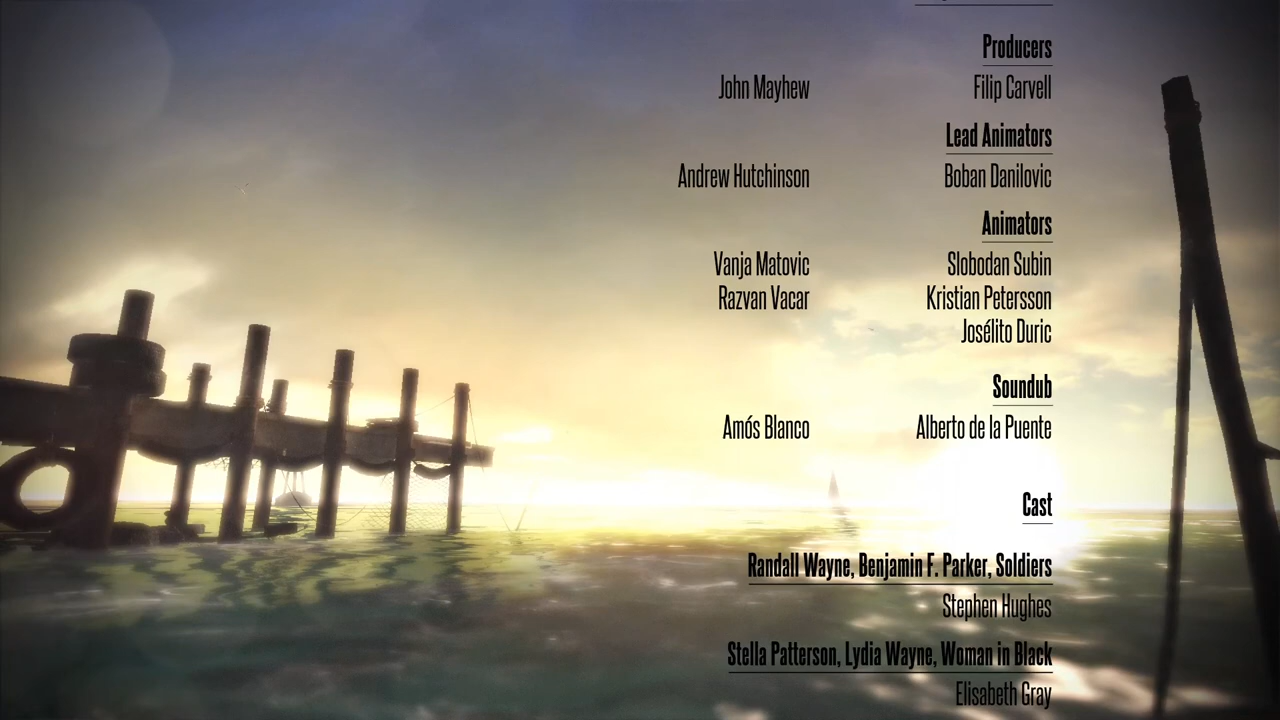 Producers
John Mayhew Filip Carvell
Lead Animators
Andrew Hutchinson Boban Danilovic
Animators
Vanja Matovic Slobodan Subin
Razvan Vacar Kristian Petersson
Josélito Duric
Soundub
Amós Blanco Alberto de la Puente
Cast
Randall Wayne, Benjamin F. Parker, Soldiers
Stephen Hughes
Stella Patterson, Lydia Wayne, Woman in Black
Elisabeth Gray